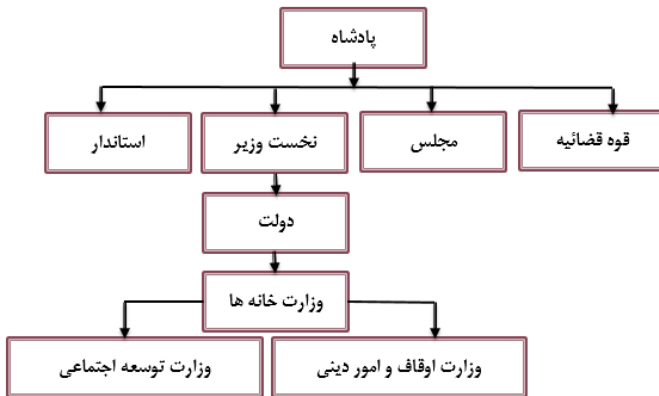 پادشاه
قوه قضائیه
مجلس
نخست وزیر
استاندار
دولت
وزارت خانه ها
وزارت اوقاف و امور دینی
وزارت توسعه اجتماعی